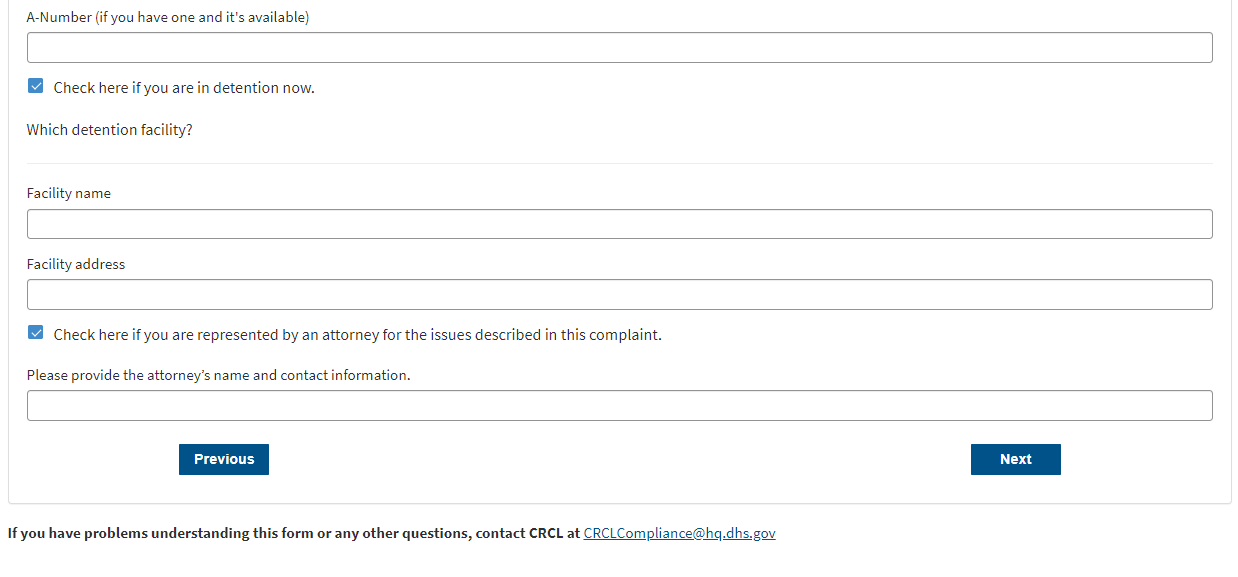 A-Number (if you have one and it's available)
Check here if you are in detention now.
Which detention facility?
Facility name
Facility address
Check here if you are represented by an attorney for the issues described in this complaint.
Please provide the attorney’s name and contact information.
Previous
Next
If you have problems understanding this form or any other questions, contact CRCL at CRCLCompliance@hq.dhs.gov